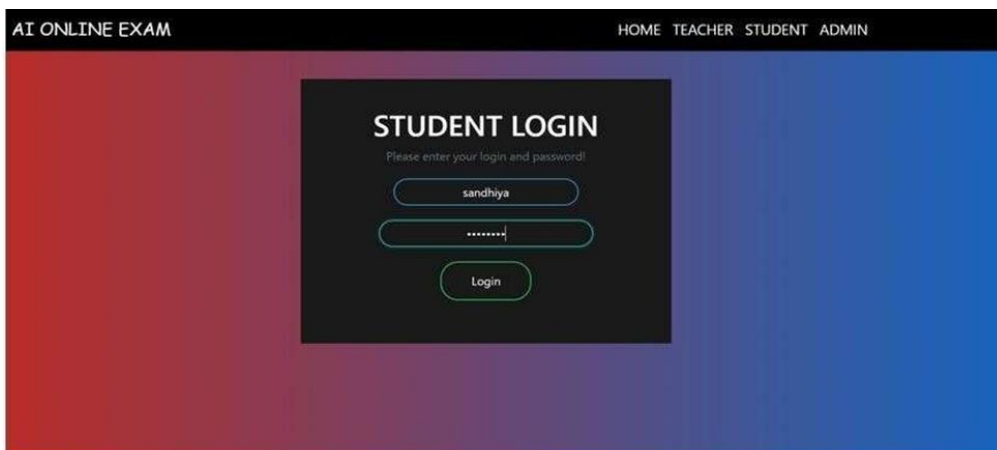 AI ONLINE EXAM HOME TEACHER STUDENT ADMIN
STUDENT LOGIN
Please enter your login and password!
sandhiya
••••••••
Login